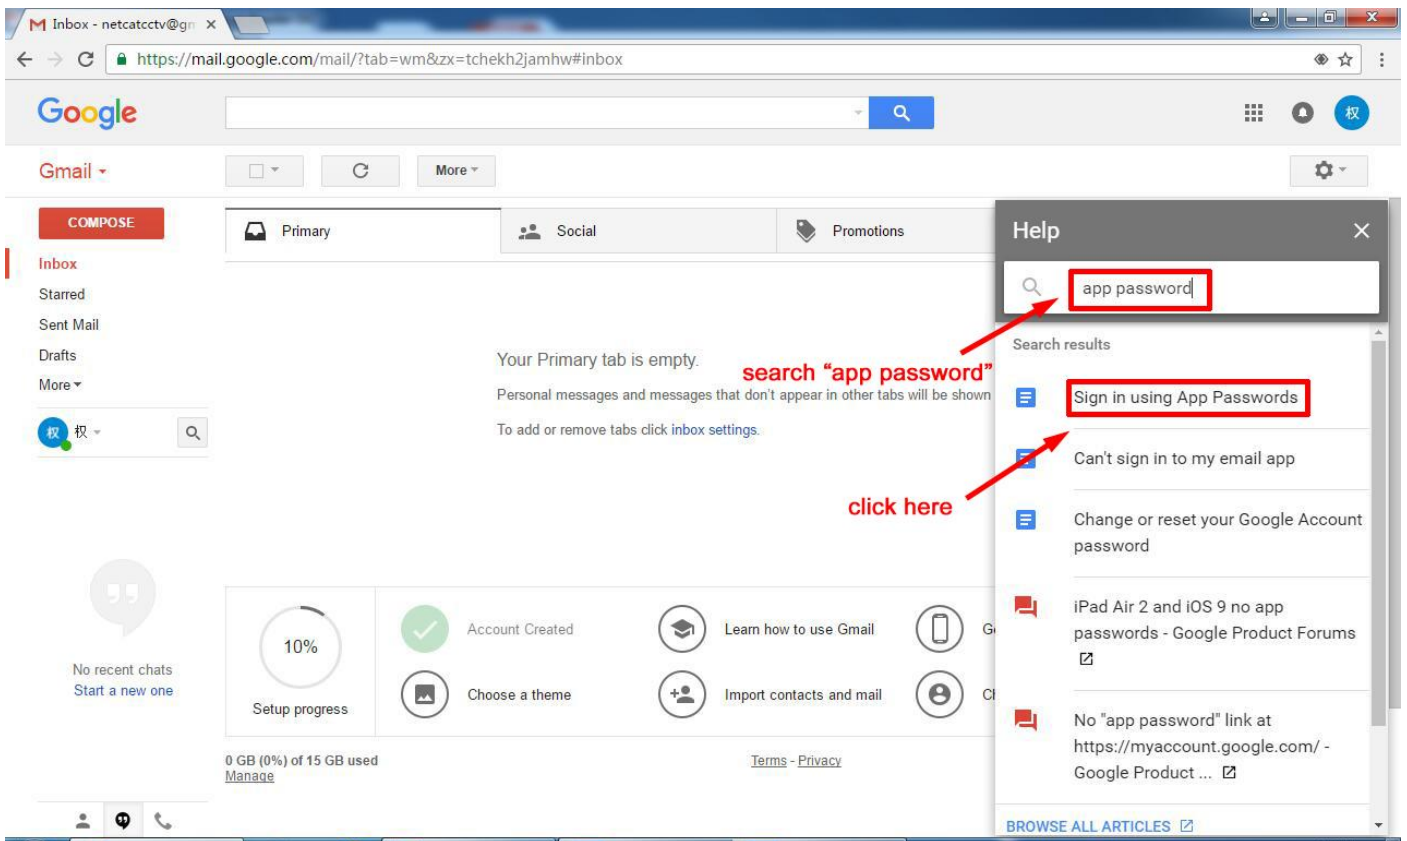 Inbox - netcatcctv@gm
https://mail.google.com/mail/?tab=wm&zx=tchekh2jamhw#inbox
Google
权
Gmail
More
COMPOSE
Inbox
Starred
Sent Mail
Drafts
More
权 权
No recent chats
Start a new one
Primary
Social
Promotions
Your Primary tab is empty.
Personal messages and messages that don't appear in other tabs will be shown
To add or remove tabs click inbox settings.
search “app password”
click here
10%
Setup progress
Account Created
Learn how to use Gmail
Choose a theme
Import contacts and mail
0 GB (0%) of 15 GB used
Manage
Terms - Privacy
Help
app password
Search results
Sign in using App Passwords
Can't sign in to my email app
Change or reset your Google Account
password
iPad Air 2 and iOS 9 no app
passwords - Google Product Forums
No "app password" link at
https://myaccount.google.com/ -
Google Product ...
BROWSE ALL ARTICLES